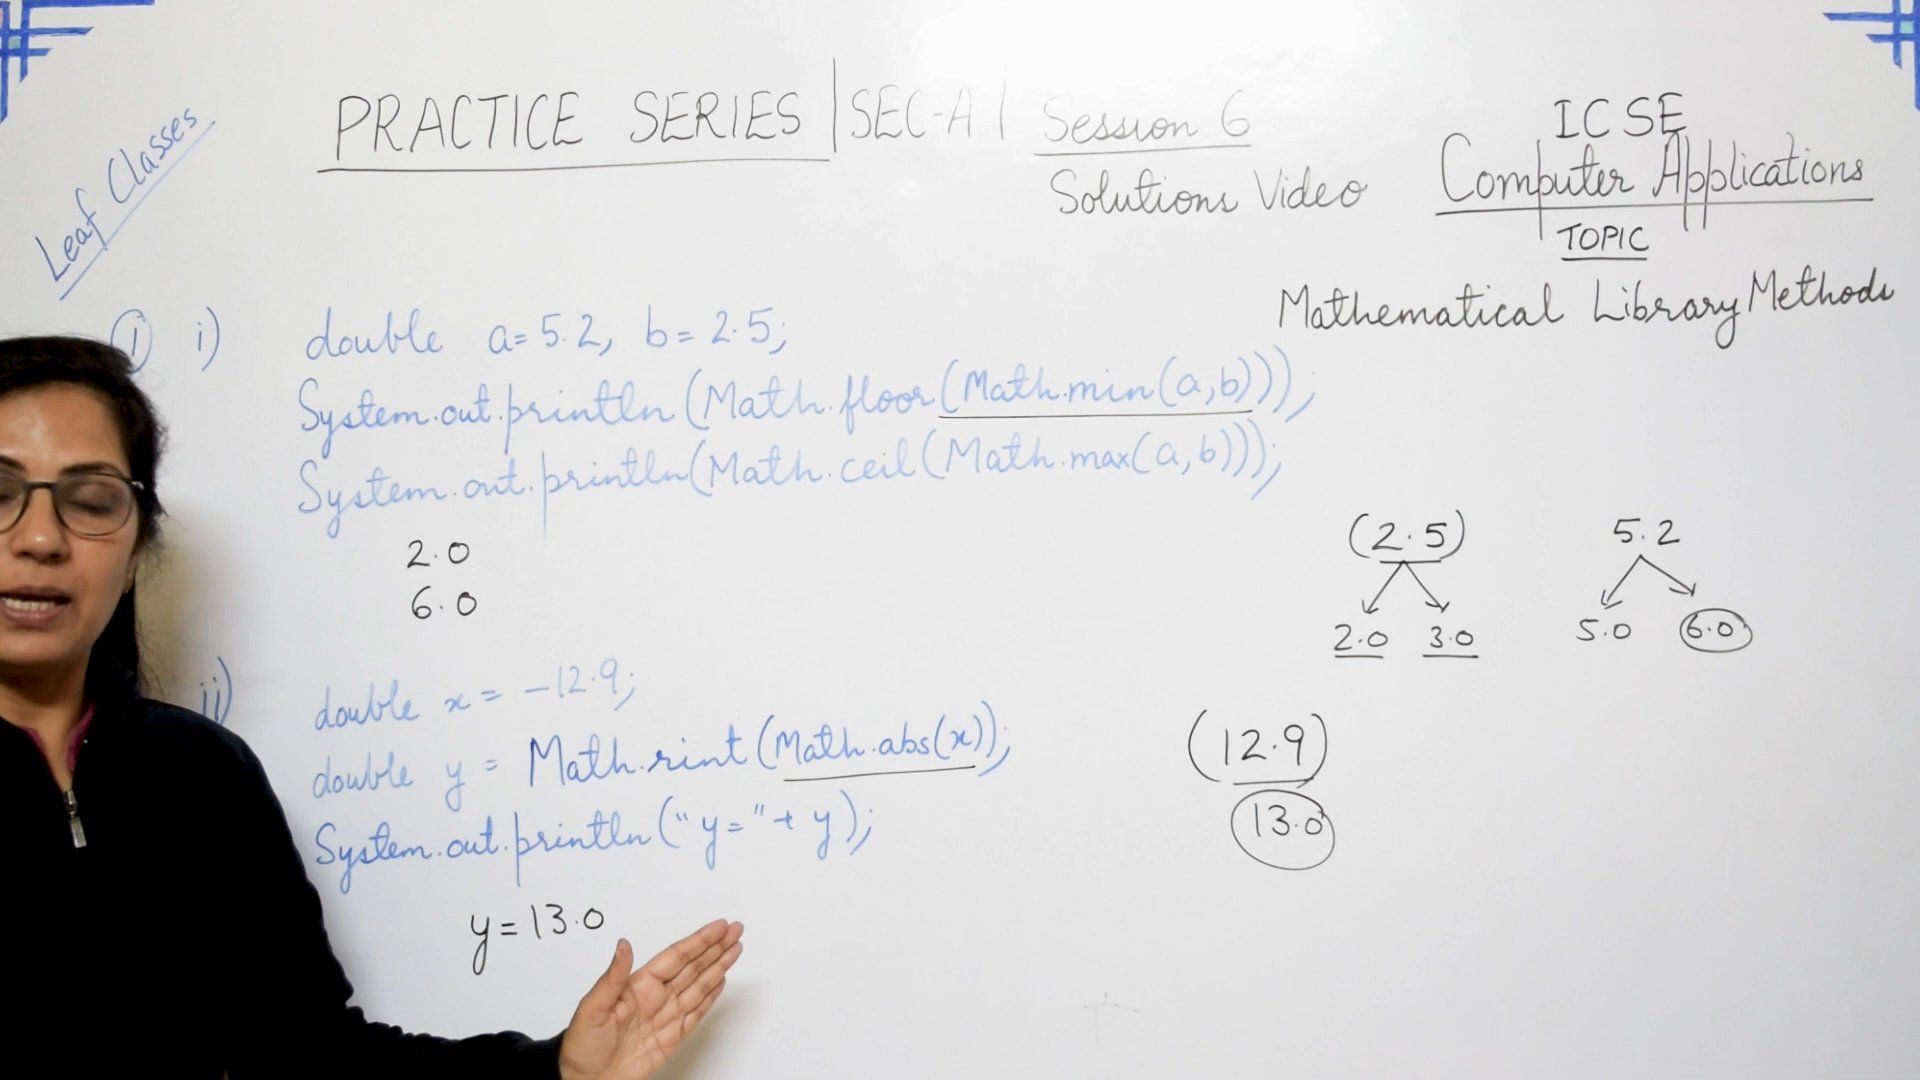 PRACTICE SERIES | SEC-A | Session 6
Solutions Video
ICSE
Computer Applications
TOPIC
Mathematical Library Methods
Leaf Classes
① i) double a=5.2, b=2.5;
System.out.println(Math.floor(Math.min(a,b)));
System.out.println(Math.ceil(Math.max(a,b)));
2.0
6.0
(2.5) 5.2
2.0 3.0 5.0 6.0
ii) double x = -12.9;
double y = Math.rint(Math.abs(x));
System.out.println("y="+ y);
y=13.0
(12.9)
13.0